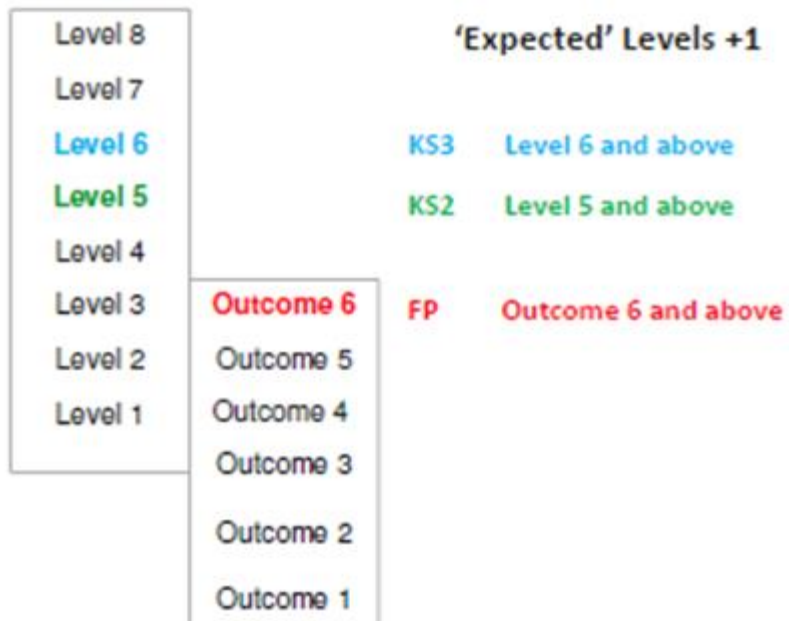 Level 8
'Expected' Levels +1
Level 7
Level 6
KS3 Level 6 and above
Level 5
KS2 Level 5 and above
Level 4
Level 3
Outcome 6
FP Outcome 6 and above
Level 2
Outcome 5
Level 1
Outcome 4
Outcome 3
Outcome 2
Outcome 1